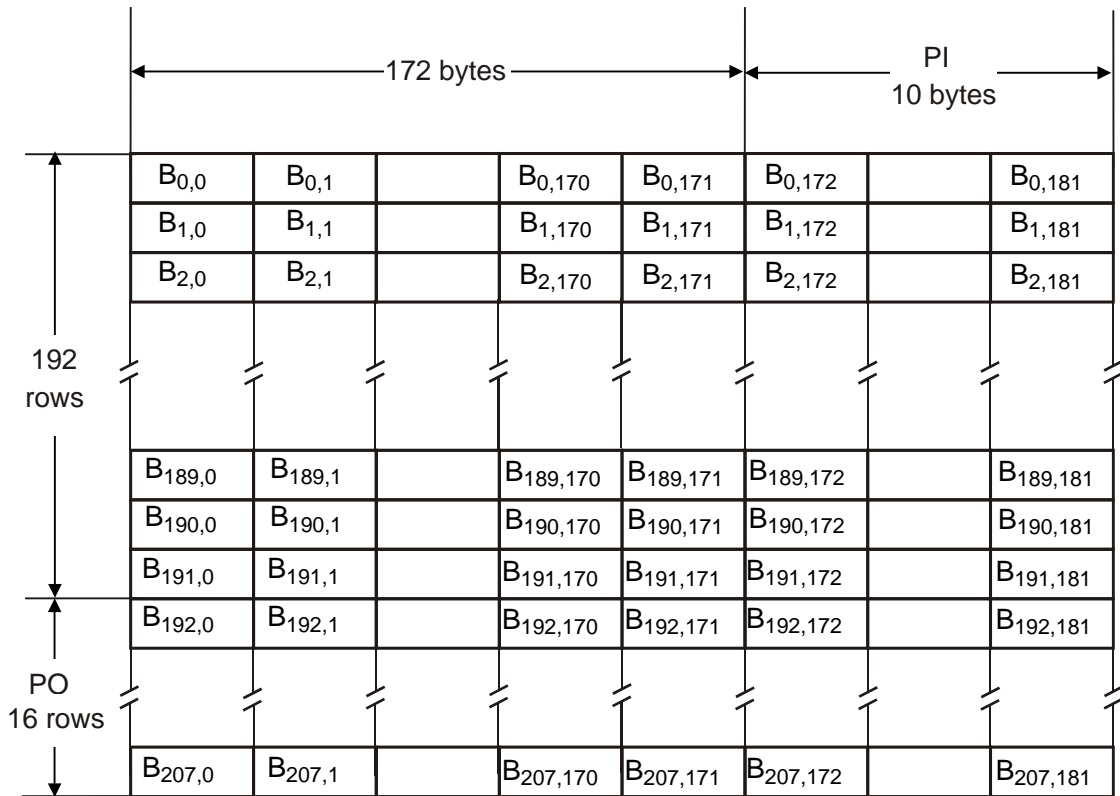 172 bytes
PI
10 bytes
B0,0 B0,1 B0,170 B0,171 B0,172 B0,181
B1,0 B1,1 B1,170 B1,171 B1,172 B1,181
B2,0 B2,1 B2,170 B2,171 B2,172 B2,181
192
rows
B189,0 B189,1 B189,170 B189,171 B189,172 B189,181
B190,0 B190,1 B190,170 B190,171 B190,172 B190,181
B191,0 B191,1 B191,170 B191,171 B191,172 B191,181
B192,0 B192,1 B192,170 B192,171 B192,172 B192,181
PO
16 rows
B207,0 B207,1 B207,170 B207,171 B207,172 B207,181